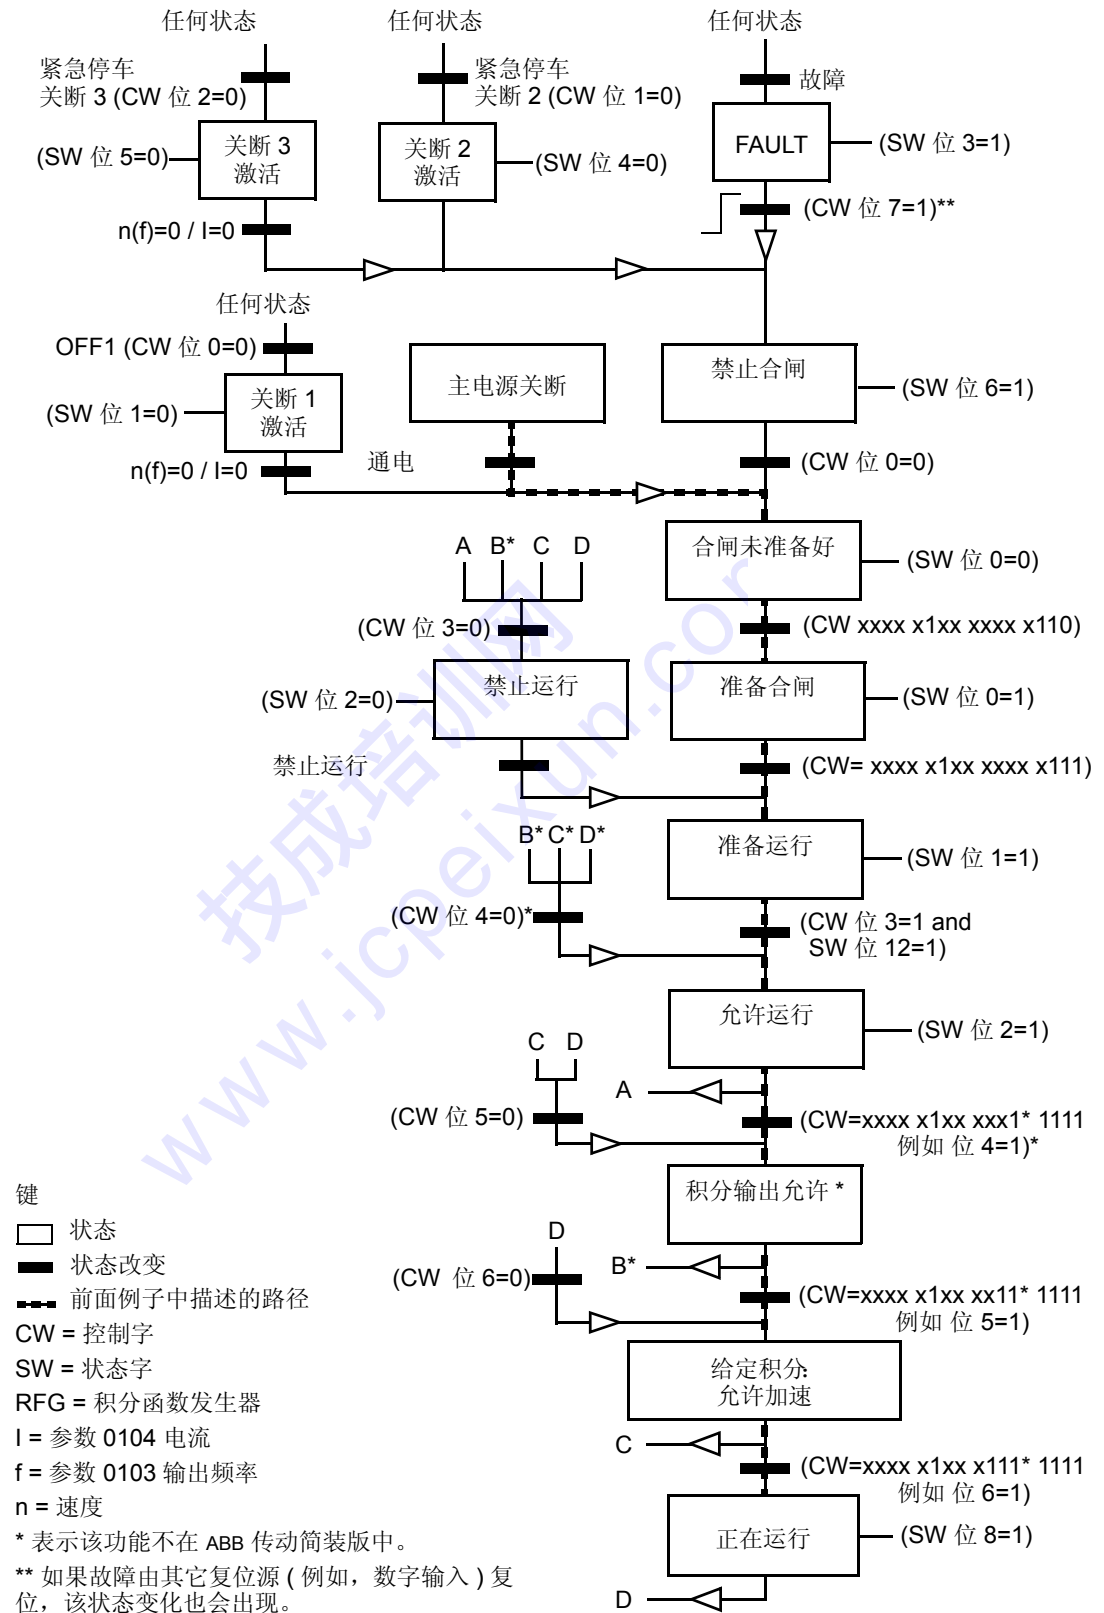 任何状态
任何状态
任何状态
紧急停车
关断 3 (CW 位 2=0)
紧急停车
关断 2 (CW 位 1=0)
故障
(SW 位 5=0)
关断 3
激活
关断 2
激活
(SW 位 4=0)
FAULT
(SW 位 3=1)
n(f)=0 / I=0
(CW 位 7=1)**
任何状态
OFF1 (CW 位 0=0)
(SW 位 1=0)
关断 1
激活
主电源关断
禁止合闸
(SW 位 6=1)
n(f)=0 / I=0
通电
(CW 位 0=0)
A B* C D
合闸未准备好
(SW 位 0=0)
(CW 位 3=0)
(CW xxxx x1xx xxxx x110)
(SW 位 2=0)
禁止运行
准备合闸
(SW 位 0=1)
禁止运行
(CW= xxxx x1xx xxxx x111)
B* C* D*
准备运行
(SW 位 1=1)
(CW 位 4=0)*
(CW 位 3=1 and
SW 位 12=1)
允许运行
(SW 位 2=1)
C D
A
(CW 位 5=0)
(CW=xxxx x1xx xxx1* 1111
例如 位 4=1)*
积分输出允许 *
D
B*
(CW 位 6=0)
(CW=xxxx x1xx xx11* 1111
例如 位 5=1)
给定积分:
允许加速
C
(CW=xxxx x1xx x111* 1111
例如 位 6=1)
正在运行
(SW 位 8=1)
D
键
状态
状态改变
前面例子中描述的路径
CW = 控制字
SW = 状态字
RFG = 积分函数发生器
I = 参数 0104 电流
f = 参数 0103 输出频率
n = 速度
* 表示该功能不在 ABB 传动简装版中。
** 如果故障由其它复位源 ( 例如，数字输入 ) 复
位，该状态变化也会出现。
技成培训网
www.jcpeixun.cor